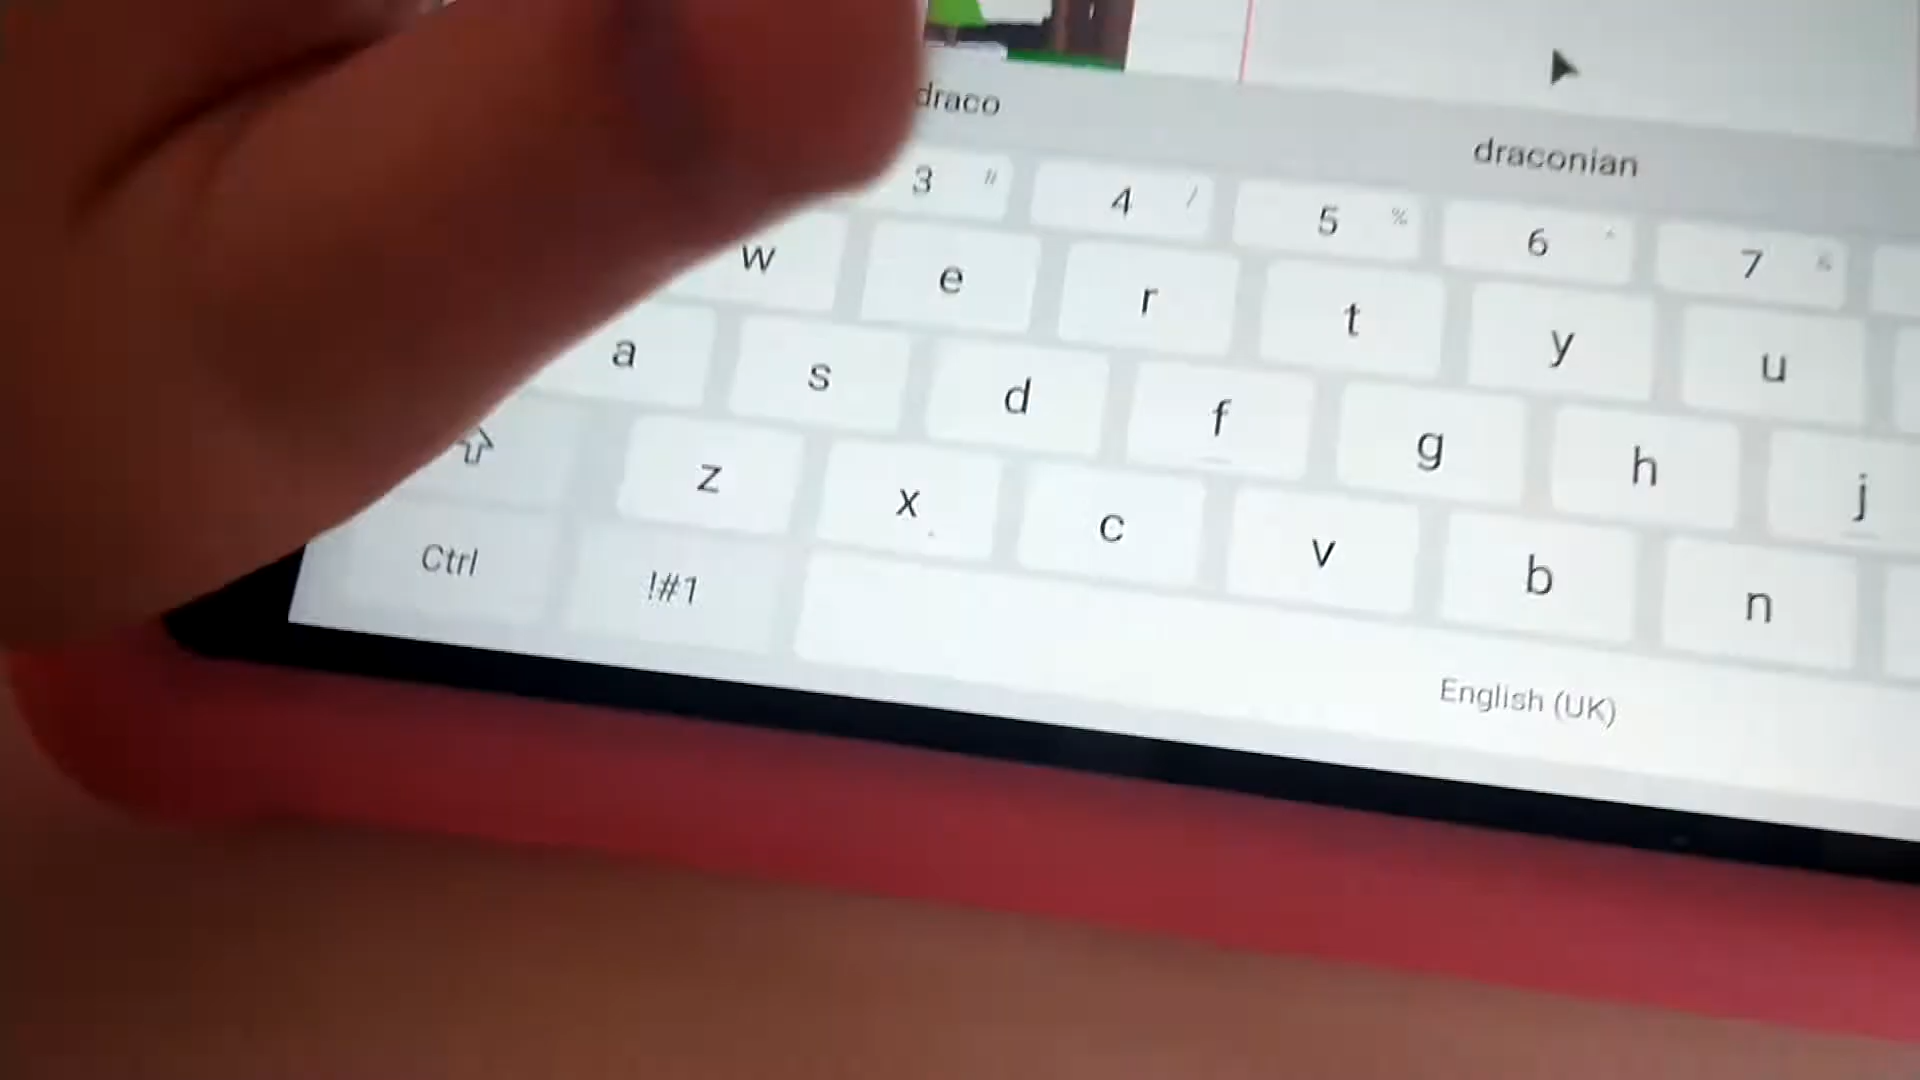 draco draconian
3 # 4 / 5 % 6 ^ 7 &
w e r t y u
a s d f g h j
z x c v b n
Ctrl !#1 English (UK)